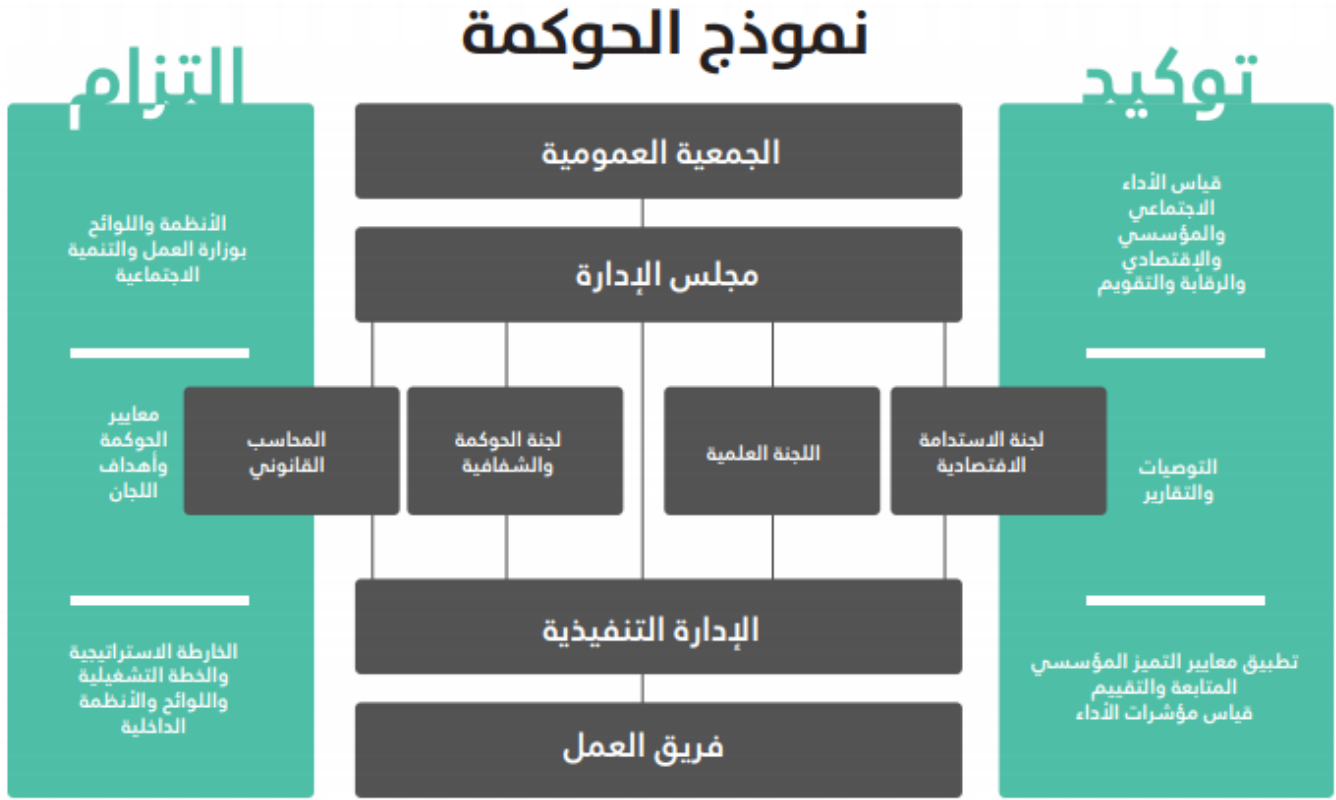 نموذج الحوكمة
توكيد
قياس الأداء
الاجتماعي
والمؤسسي
والإقتصادي
والرقابة والتقويم
التوصيات
والتقارير
تطبيق معايير التميز المؤسسي
المتابعة والتقييم
قياس مؤشرات الأداء
الجمعية العمومية
مجلس الإدارة
لجنة الاستدامة
الافتصادية
اللجنة العلمية
لجنة الحوكمة
والشفافية
المحاسب
القانوني
الإدارة التنفيذية
فريق العمل
التزام
الأنظمة واللوائح
بوزارة العمل والتنمية
الاجتماعية
معايير
الحوكمة
وأهداف
اللجان
الخارطة الاستراتيجية
والخطة التشغيلية
واللوائح والأنظمة
الداخلية